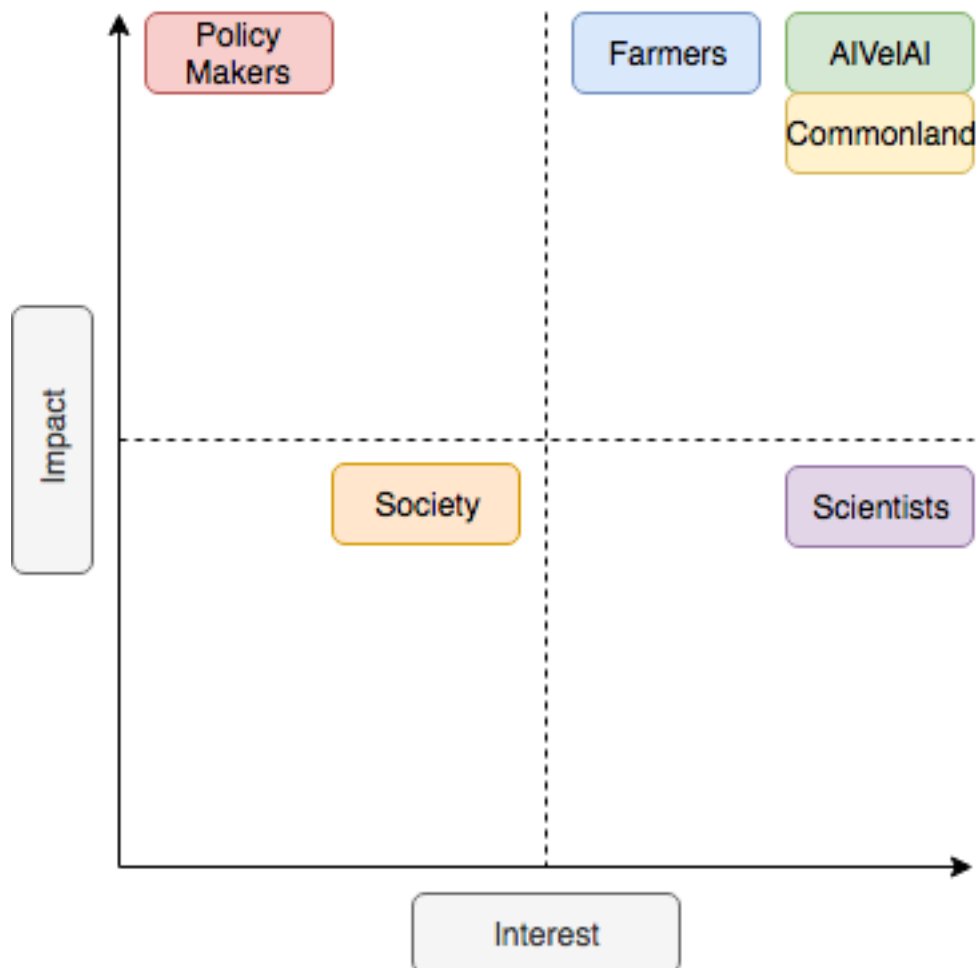 Policy
Makers
Farmers
AlVelAl
Commonland
Impact
Society
Scientists
Interest